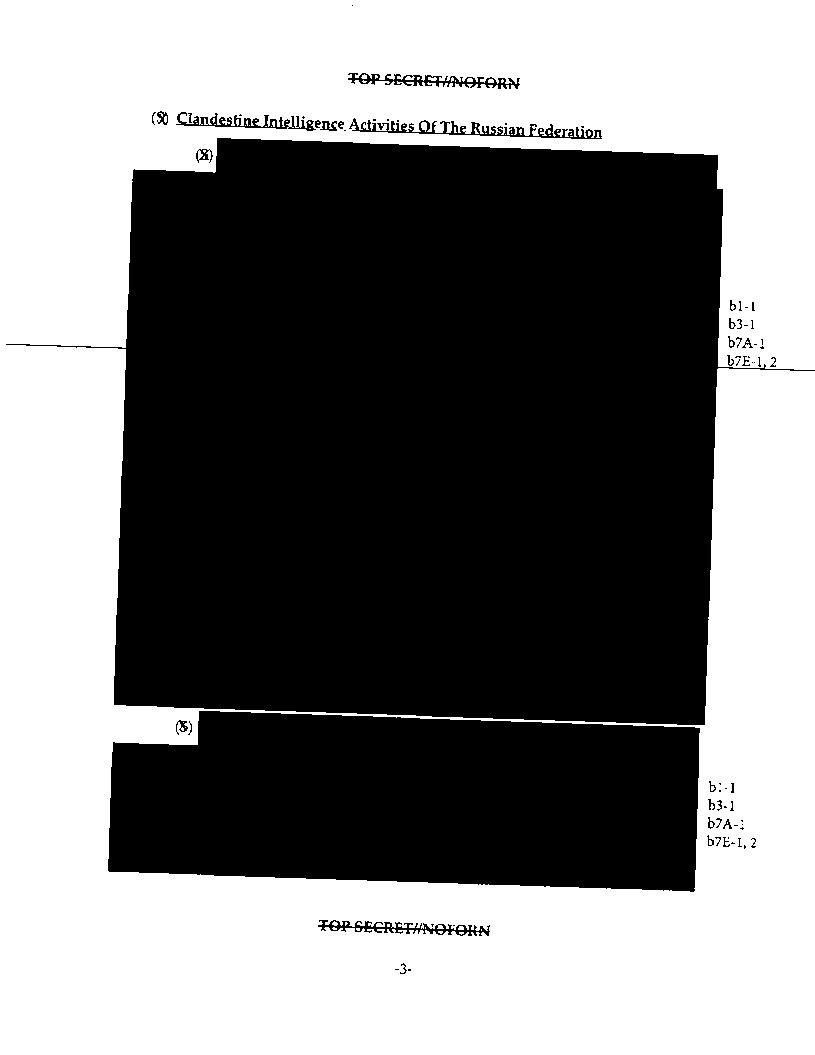 TOP SECRET//NOFORN
(S) Clandestine Intelligence Activities Of The Russian Federation
(S)
b1-1
b3-1
b7A-1
b7E-1, 2
(S)
b1-1
b3-1
b7A-1
b7E-1, 2
TOP SECRET//NOFORN
-3-